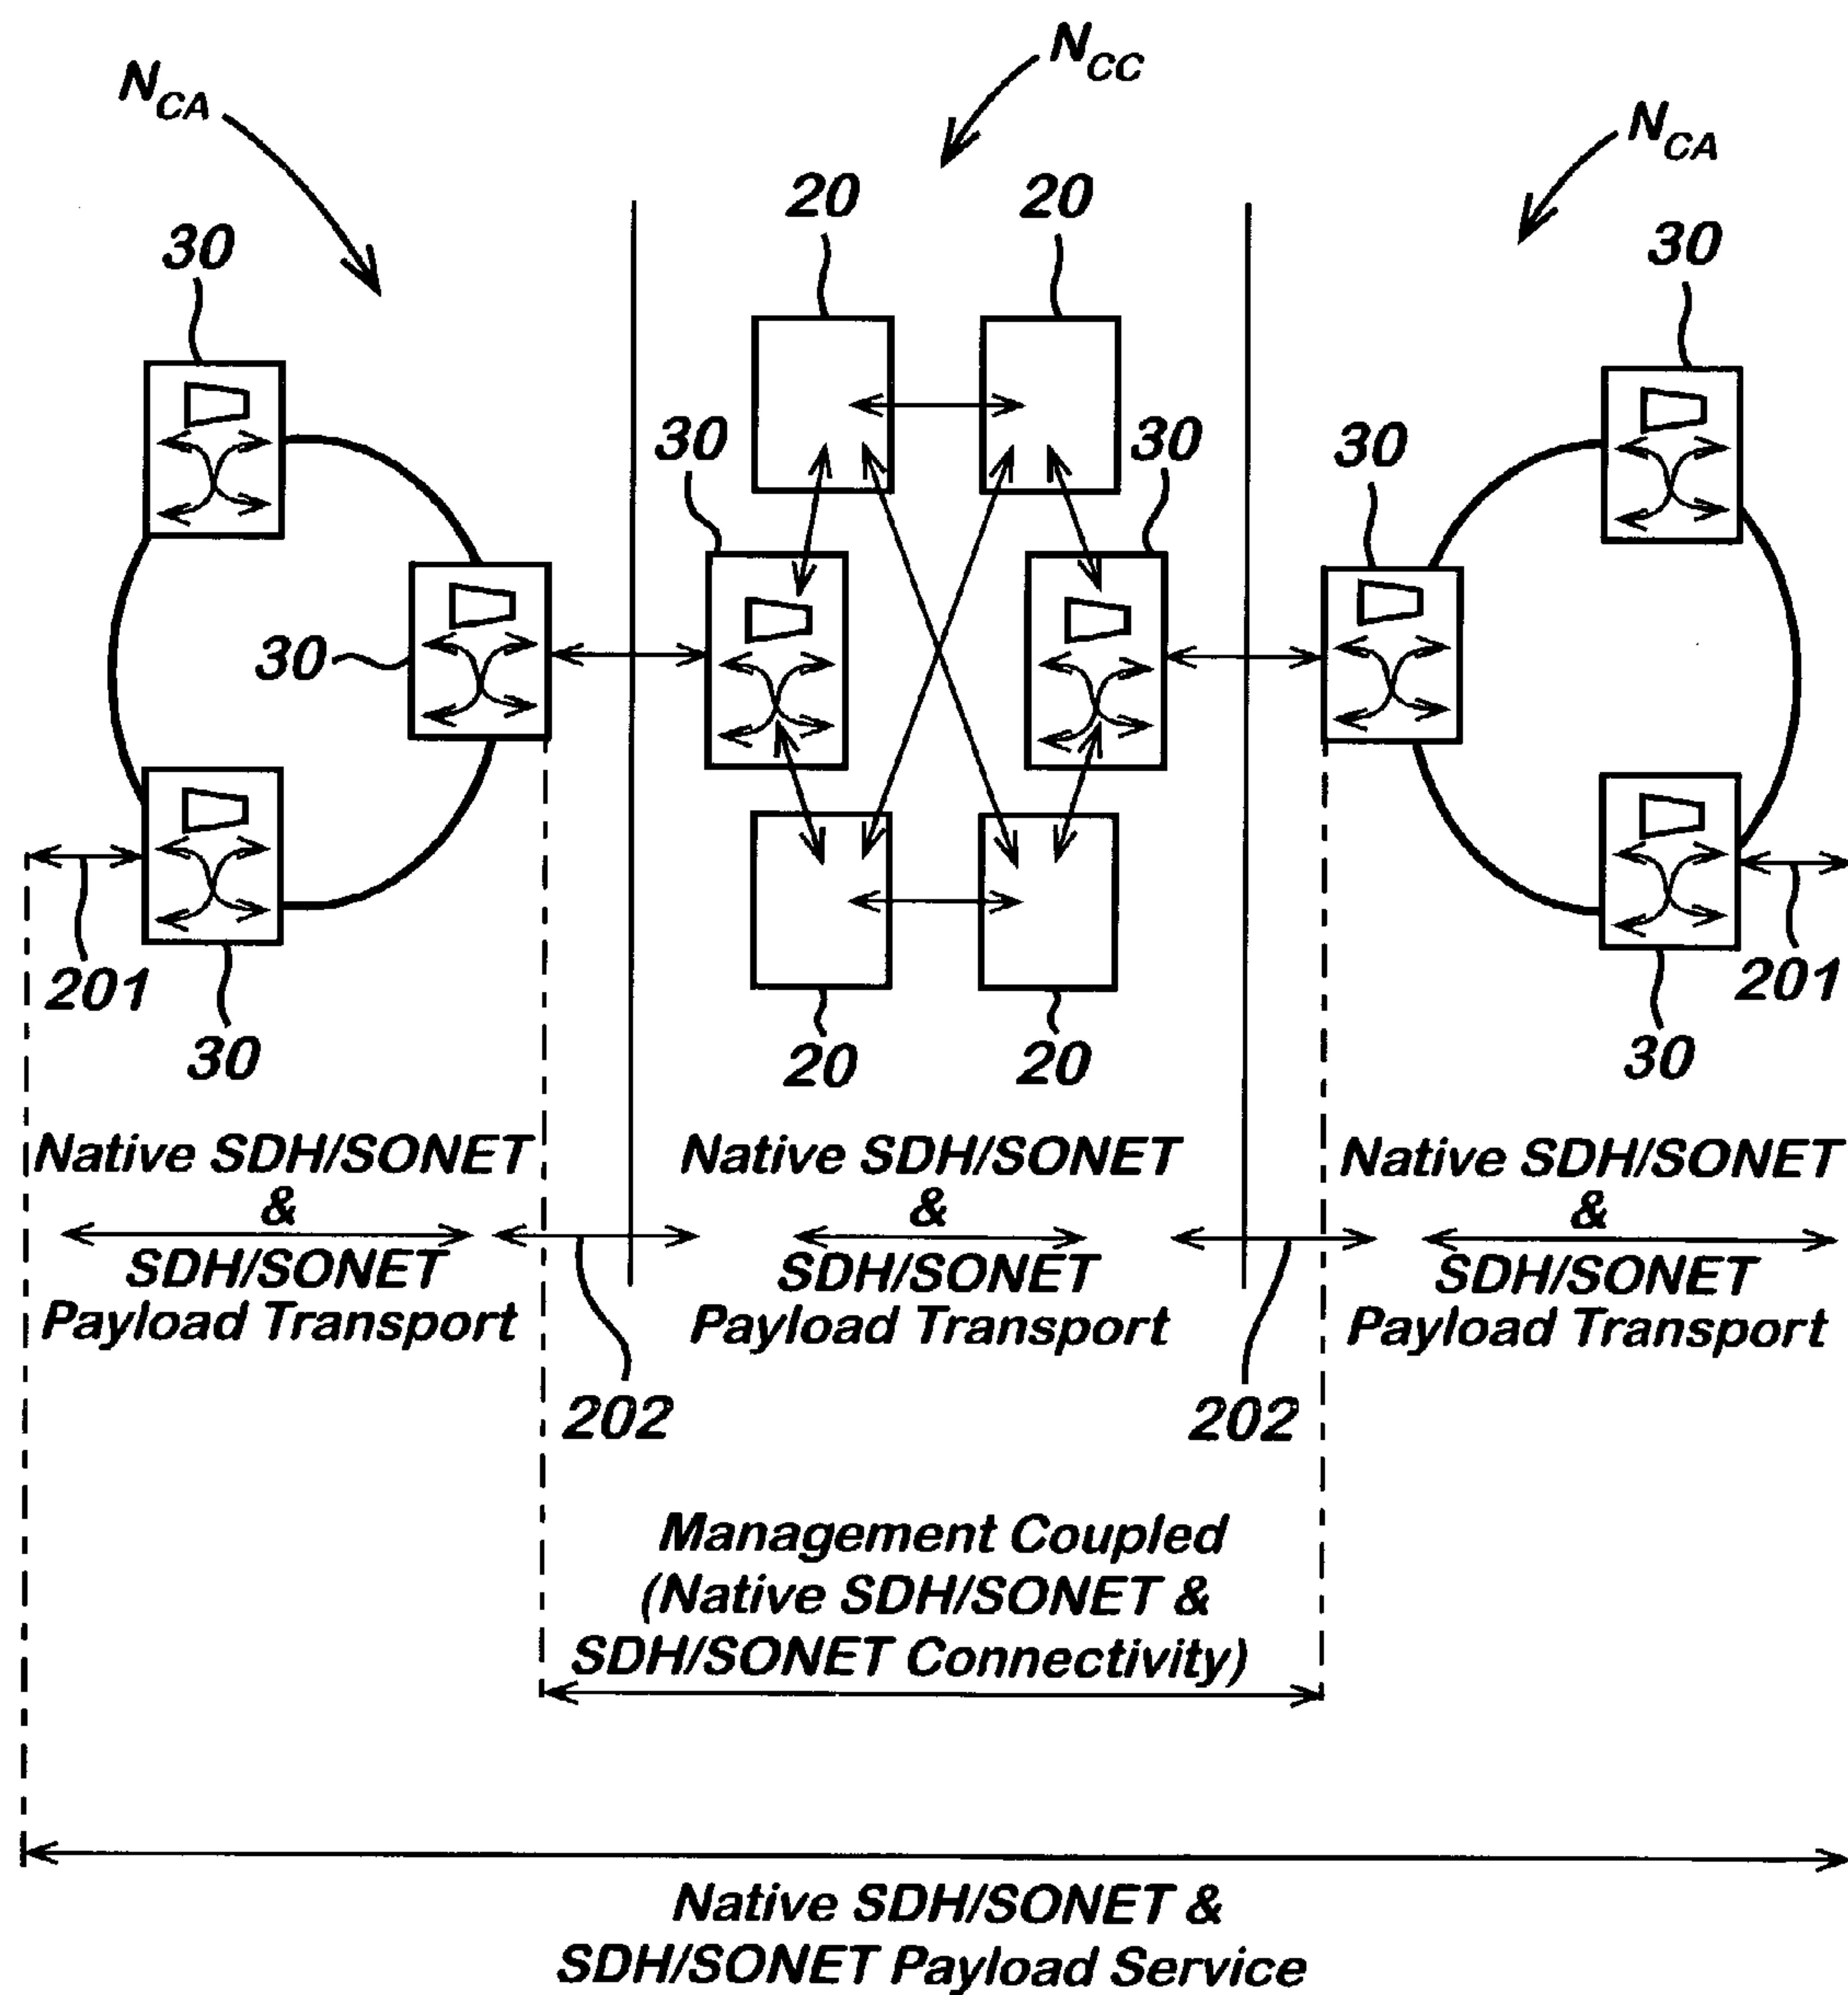 N_CC
N_CA
N_CA
20 20
30 30
30 30 30
30
201 201
30 20 20 30
Native SDH/SONET
&
SDH/SONET
Payload Transport
Native SDH/SONET
&
SDH/SONET
Payload Transport
Native SDH/SONET
&
SDH/SONET
Payload Transport
202 202
Management Coupled
(Native SDH/SONET &
SDH/SONET Connectivity)
Native SDH/SONET &
SDH/SONET Payload Service